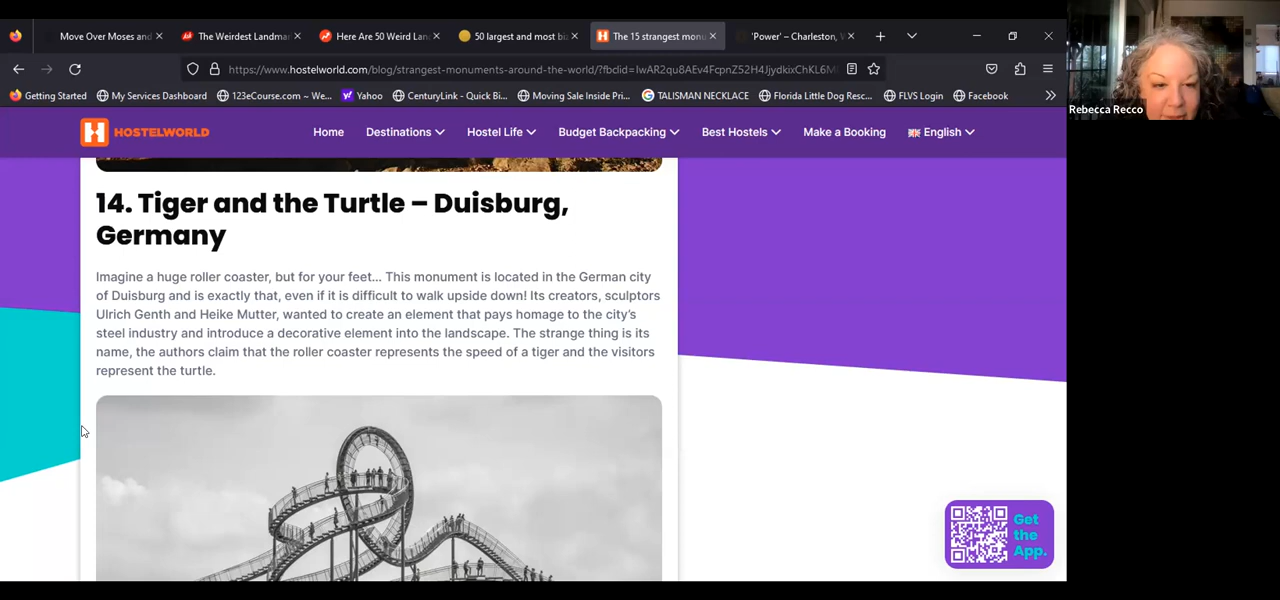 Move Over Moses and
The Weirdest Landma
Here Are 50 Weird Lan
50 largest and most bi
The 15 strangest monu
'Power' – Charleston, W
https://www.hostelworld.com/blog/strangest-monuments-around-the-world/?fbclid=IwAR2qu8AEv4FcpnZ52H4JjydkixChKL6M
Getting Started My Services Dashboard 123eCourse.com ~ We... Yahoo CenturyLink - Quick Bi... Moving Sale Inside Pri... TALISMAN NECKLACE Florida Little Dog Resc... FLVS Login Facebook
Rebecca Recco
HOSTELWORLD Home Destinations Hostel Life Budget Backpacking Best Hostels Make a Booking English
14. Tiger and the Turtle – Duisburg,
Germany
Imagine a huge roller coaster, but for your feet... This monument is located in the German city
of Duisburg and is exactly that, even if it is difficult to walk upside down! Its creators, sculptors
Ulrich Genth and Heike Mutter, wanted to create an element that pays homage to the city's
steel industry and introduce a decorative element into the landscape. The strange thing is its
name, the authors claim that the roller coaster represents the speed of a tiger and the visitors
represent the turtle.
Get
the
App.